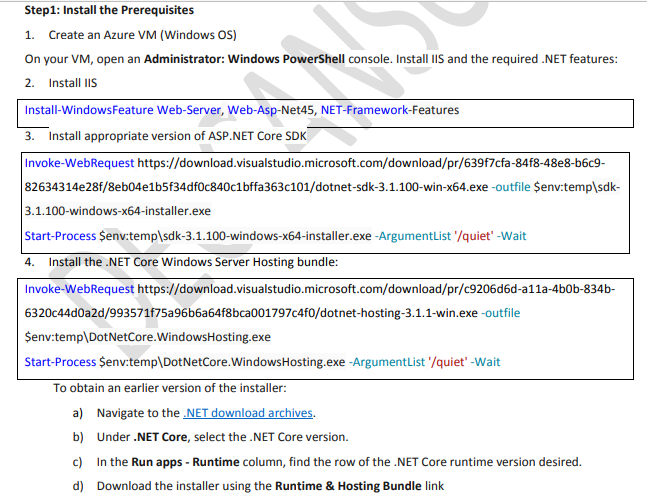 Step1: Install the Prerequisites
1. Create an Azure VM (Windows OS)
On your VM, open an Administrator: Windows PowerShell console. Install IIS and the required .NET features:
2. Install IIS
Install-WindowsFeature Web-Server, Web-Asp-Net45, NET-Framework-Features
3. Install appropriate version of ASP.NET Core SDK
Invoke-WebRequest https://download.visualstudio.microsoft.com/download/pr/639f7cfa-84f8-48e8-b6c9-
82634314e28f/8eb04e1b5f34df0c840c1bffa363c101/dotnet-sdk-3.1.100-win-x64.exe -outfile $env:temp\sdk-
3.1.100-windows-x64-installer.exe
Start-Process $env:temp\sdk-3.1.100-windows-x64-installer.exe -ArgumentList '/quiet' -Wait
4. Install the .NET Core Windows Server Hosting bundle:
Invoke-WebRequest https://download.visualstudio.microsoft.com/download/pr/c9206d6d-a11a-4b0b-834b-
6320c44d0a2d/993571f75a96b6a64f8bca001797c4f0/dotnet-hosting-3.1.1-win.exe -outfile
$env:temp\DotNetCore.WindowsHosting.exe
Start-Process $env:temp\DotNetCore.WindowsHosting.exe -ArgumentList '/quiet' -Wait
To obtain an earlier version of the installer:
a) Navigate to the .NET download archives.
b) Under .NET Core, select the .NET Core version.
c) In the Run apps - Runtime column, find the row of the .NET Core runtime version desired.
d) Download the installer using the Runtime & Hosting Bundle link